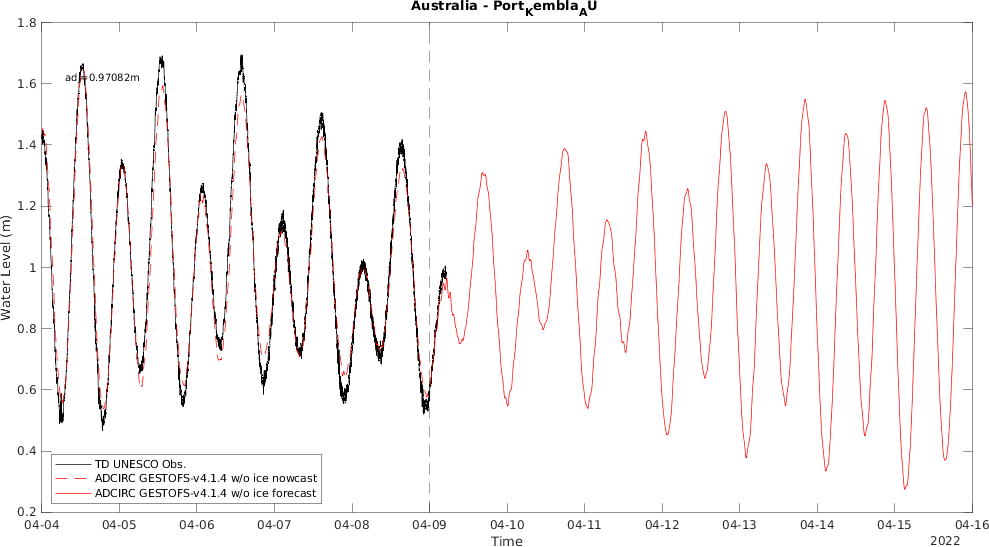 Australia - Port_Kembla_AU
1.8
1.6
1.4
1.2
1
0.8
0.6
0.4
0.2
Water Level (m)
adj=0.97082m
TD UNESCO Obs.
ADCIRC GESTOFS-v4.1.4 w/o ice nowcast
ADCIRC GESTOFS-v4.1.4 w/o ice forecast
04-04 04-05 04-06 04-07 04-08 04-09 04-10 04-11 04-12 04-13 04-14 04-15 04-16
Time
2022